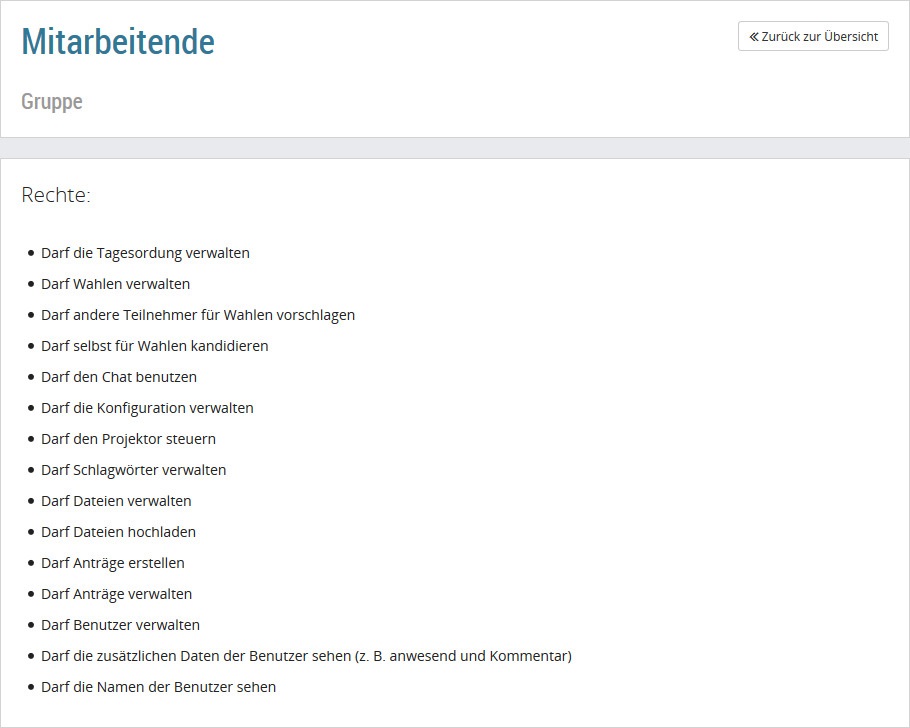 Mitarbeitende
Zurück zur Übersicht
Gruppe
Rechte:
Darf die Tagesordung verwalten
Darf Wahlen verwalten
Darf andere Teilnehmer für Wahlen vorschlagen
Darf selbst für Wahlen kandidieren
Darf den Chat benutzen
Darf die Konfiguration verwalten
Darf den Projektor steuern
Darf Schlagwörter verwalten
Darf Dateien verwalten
Darf Dateien hochladen
Darf Anträge erstellen
Darf Anträge verwalten
Darf Benutzer verwalten
Darf die zusätzlichen Daten der Benutzer sehen (z. B. anwesend und Kommentar)
Darf die Namen der Benutzer sehen